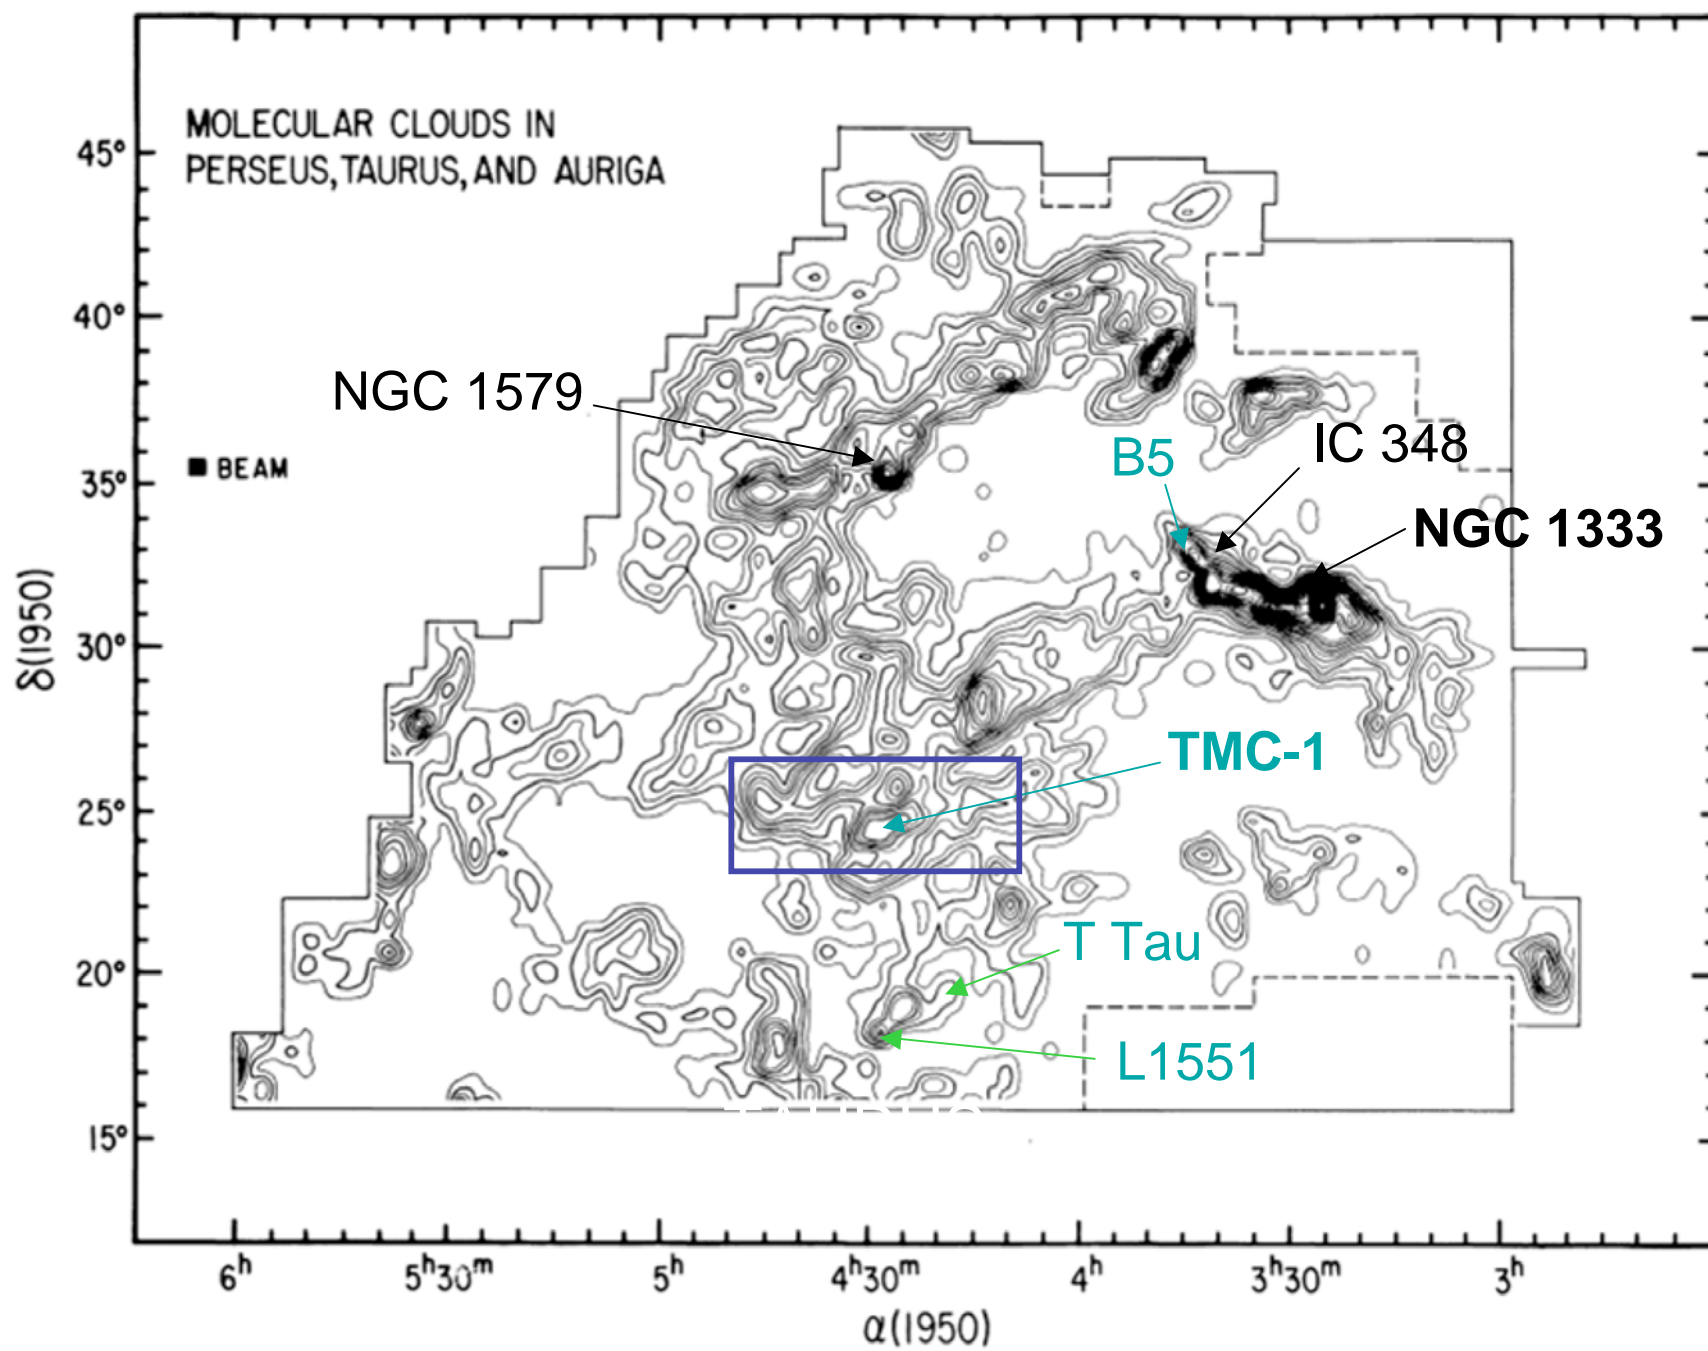 MOLECULAR CLOUDS IN
PERSEUS, TAURUS, AND AURIGA
45°
40°
NGC 1579
B5
IC 348
BEAM
35°
NGC 1333
δ(1950)
30°
TMC-1
25°
T Tau
20°
L1551
TAURUS
15°
6ʰ 5ʰ30ᵐ 5ʰ 4ʰ30ᵐ 4ʰ 3ʰ30ᵐ 3ʰ
α(1950)